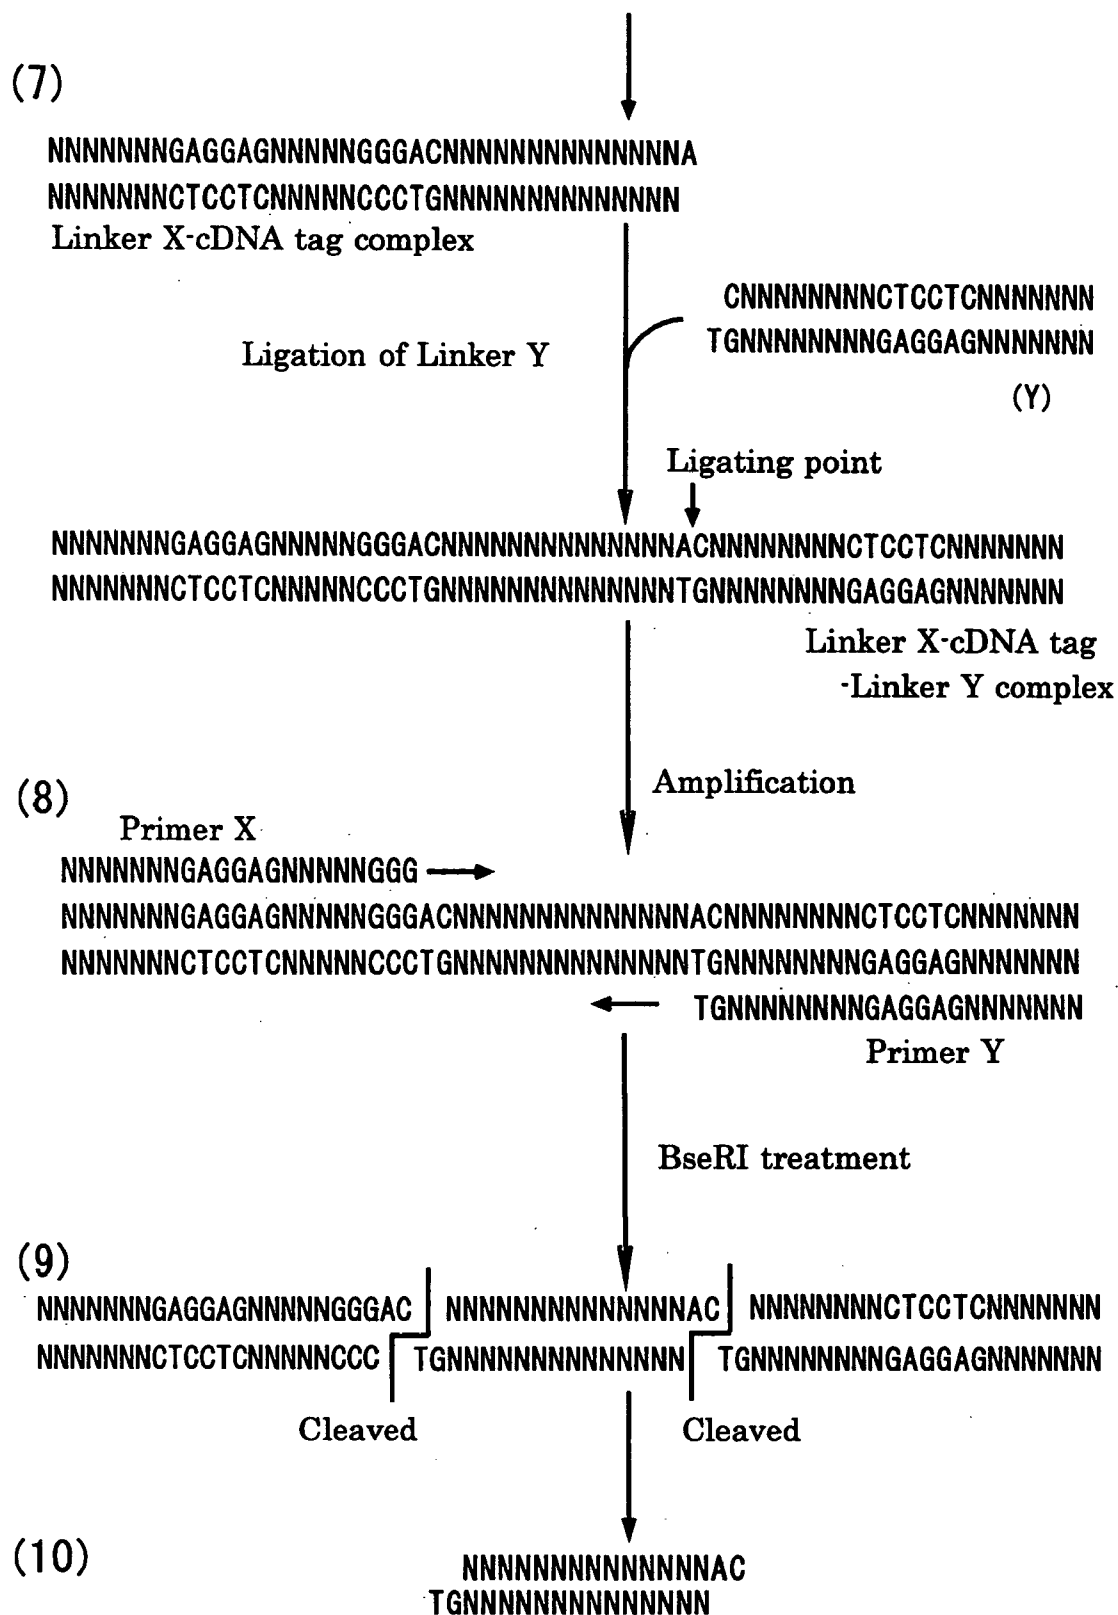 (7)
NNNNNNNGAGGAGNNNNNGGGACNNNNNNNNNNNNNNA
NNNNNNNCTCCTCNNNNNCCCTGNNNNNNNNNNNNNN
Linker X-cDNA tag complex
CNNNNNNNNCTCCTCNNNNNNN
TGNNNNNNNNGAGGAGNNNNNNN
Ligation of Linker Y
(Y)
Ligating point
NNNNNNNGAGGAGNNNNNGGGACNNNNNNNNNNNNNNACNNNNNNNNCTCCTCNNNNNNN
NNNNNNNCTCCTCNNNNNCCCTGNNNNNNNNNNNNNNTGNNNNNNNNGAGGAGNNNNNNN
Linker X-cDNA tag
-Linker Y complex
Amplification
(8)
Primer X
NNNNNNNGAGGAGNNNNNGGG
NNNNNNNGAGGAGNNNNNGGGACNNNNNNNNNNNNNNACNNNNNNNNCTCCTCNNNNNNN
NNNNNNNCTCCTCNNNNNCCCTGNNNNNNNNNNNNNNTGNNNNNNNNGAGGAGNNNNNNN
TGNNNNNNNNGAGGAGNNNNNNN
Primer Y
BseRI treatment
(9)
NNNNNNNGAGGAGNNNNNGGGAC NNNNNNNNNNNNNNAC NNNNNNNNCTCCTCNNNNNNN
NNNNNNNCTCCTCNNNNNCCC TGNNNNNNNNNNNNNN TGNNNNNNNNGAGGAGNNNNNNN
Cleaved Cleaved
(10)
NNNNNNNNNNNNNNAC
TGNNNNNNNNNNNNNN